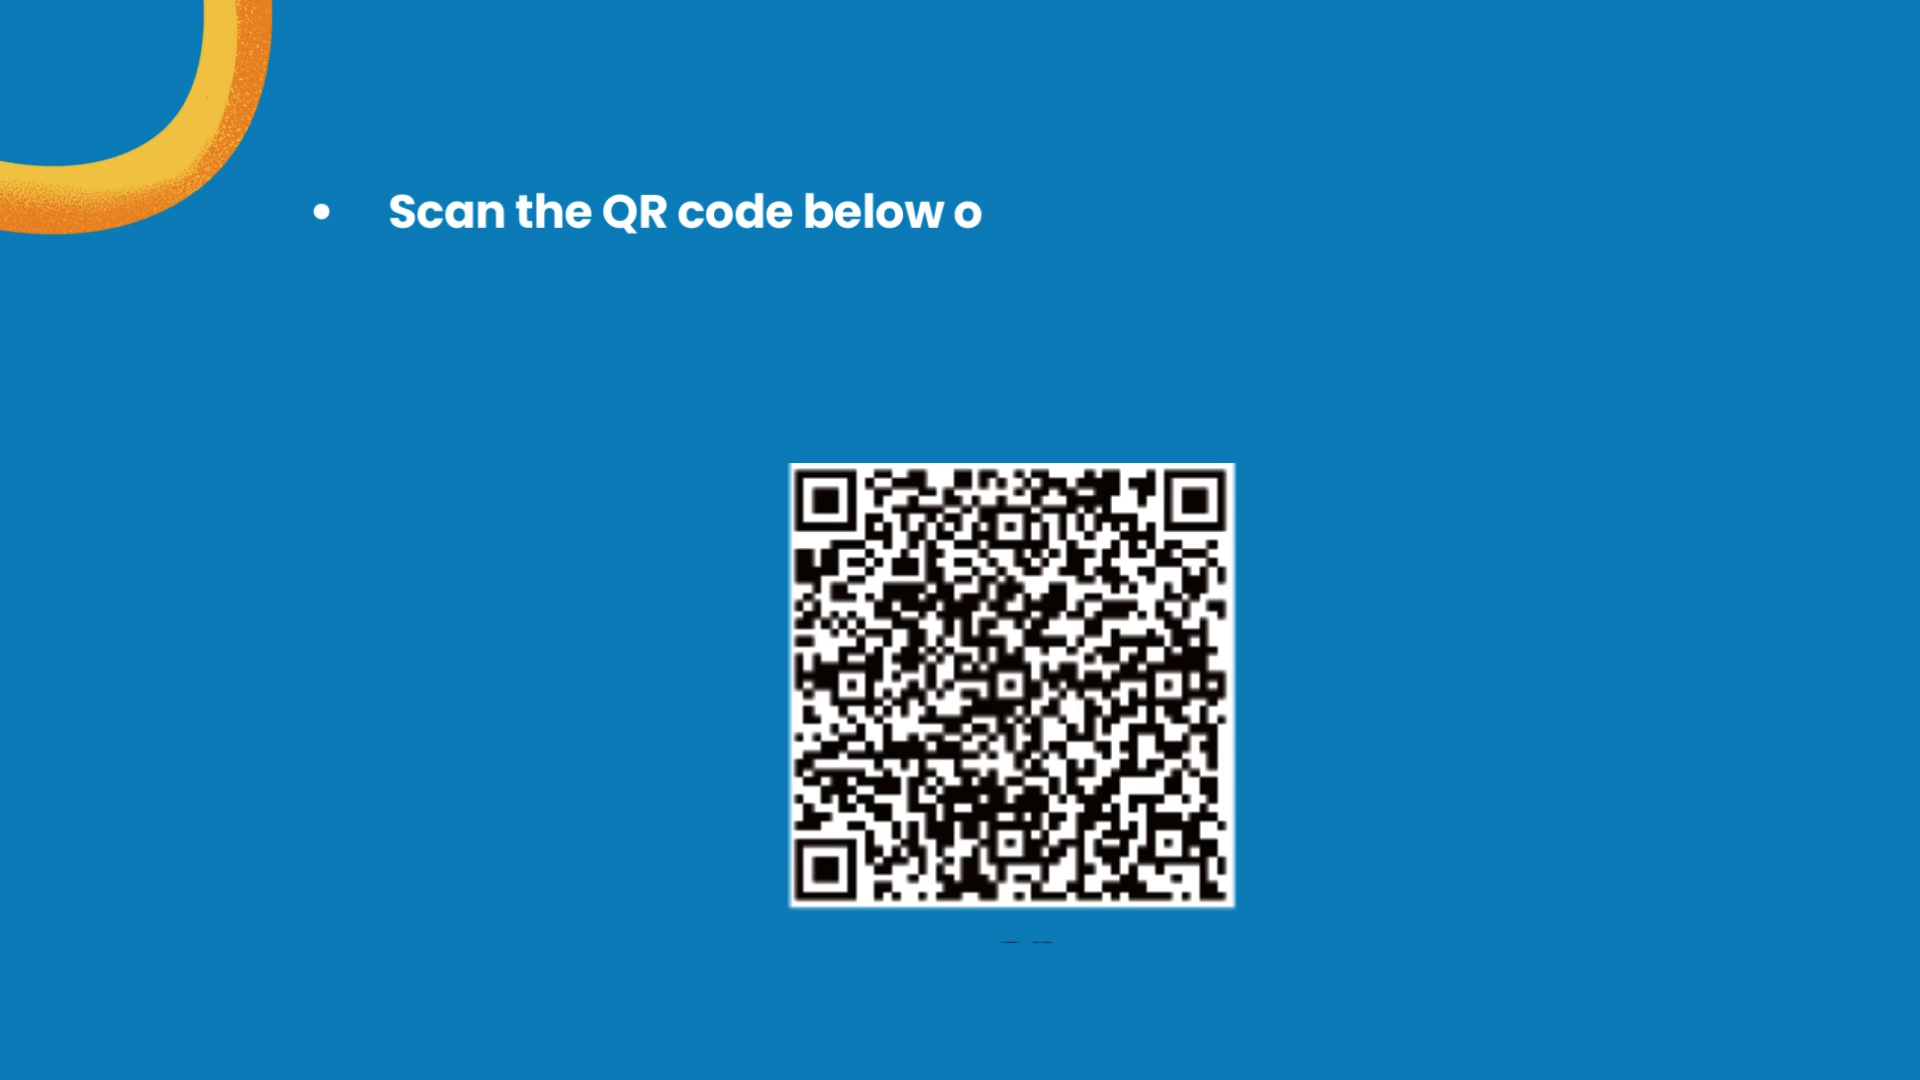 • Scan the QR code below o